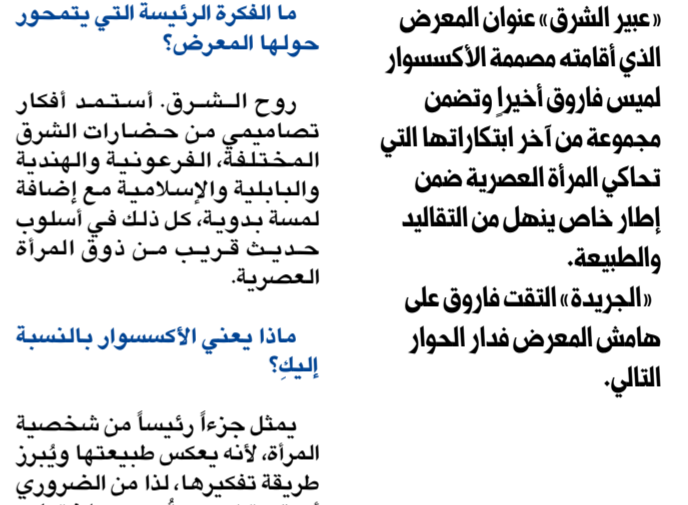 «عبير الشرق» عنوان المعرض
الذي أقامته مصممة الأكسسوار
لميس فاروق أخيراً وتضمن
مجموعة من آخر ابتكاراتها التي
تحاكي المرأة العصرية ضمن
إطار خاص ينهل من التقاليد
والطبيعة.
«الجريدة» التقت فاروق على
هامش المعرض فدار الحوار
التالي.
ما الفكرة الرئيسة التي يتمحور
حولها المعرض؟
روح الشرق. أستمد أفكار
تصاميمي من حضارات الشرق
المختلفة، الفرعونية والهندية
والبابلية والإسلامية مع إضافة
لمسة بدوية، كل ذلك في أسلوب
حديث قريب من ذوق المرأة
العصرية.
ماذا يعني الأكسسوار بالنسبة
إليكِ؟
يمثل جزءاً رئيساً من شخصية
المرأة، لأنه يعكس طبيعتها ويُبرز
طريقة تفكيرها، لذا من الضروري